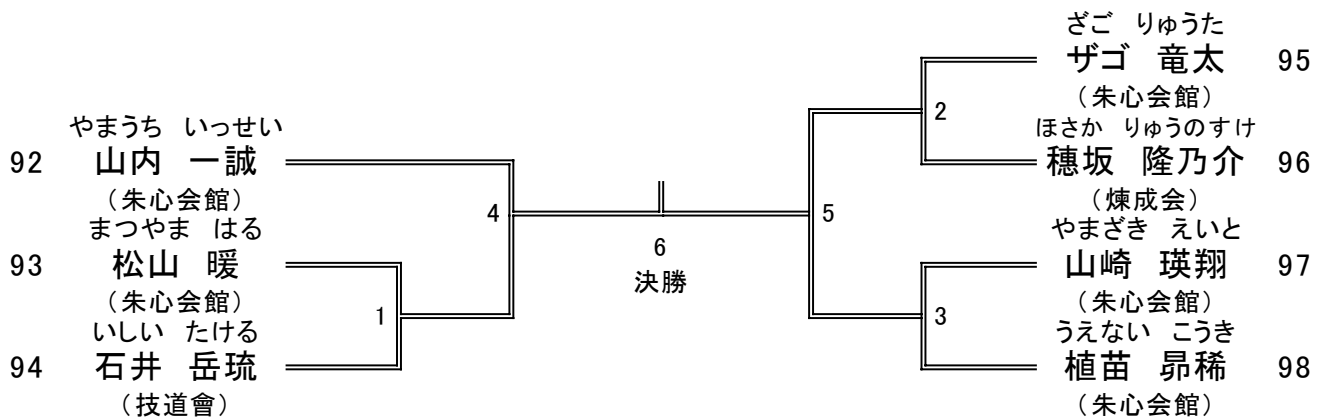 やまうち いっせい
92 山内 一誠
(朱心会館)
まつやま はる
93 松山 暖
(朱心会館)
いしい たける
94 石井 岳琉
(技道會)
1
4
6
決勝
5
2
3
ざご りゅうた
ザゴ 竜太 95
(朱心会館)
ほさか りゅうのすけ
穗坂 隆乃介 96
(煉成会)
やまざき えいと
山崎 瑛翔 97
(朱心会館)
うえない こうき
植苗 昴稀 98
(朱心会館)